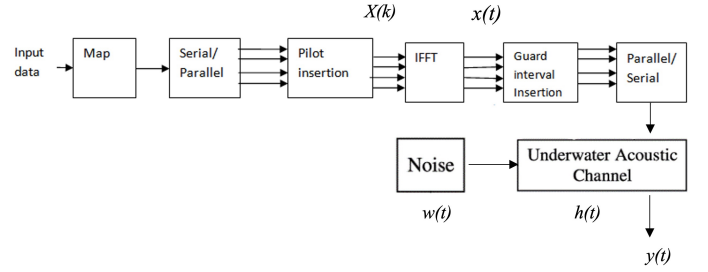 X(k)
x(t)
Input
data
Map
Serial/
Parallel
Pilot
insertion
IFFT
Guard
interval
Insertion
Parallel/
Serial
Noise
Underwater Acoustic
Channel
w(t)
h(t)
y(t)